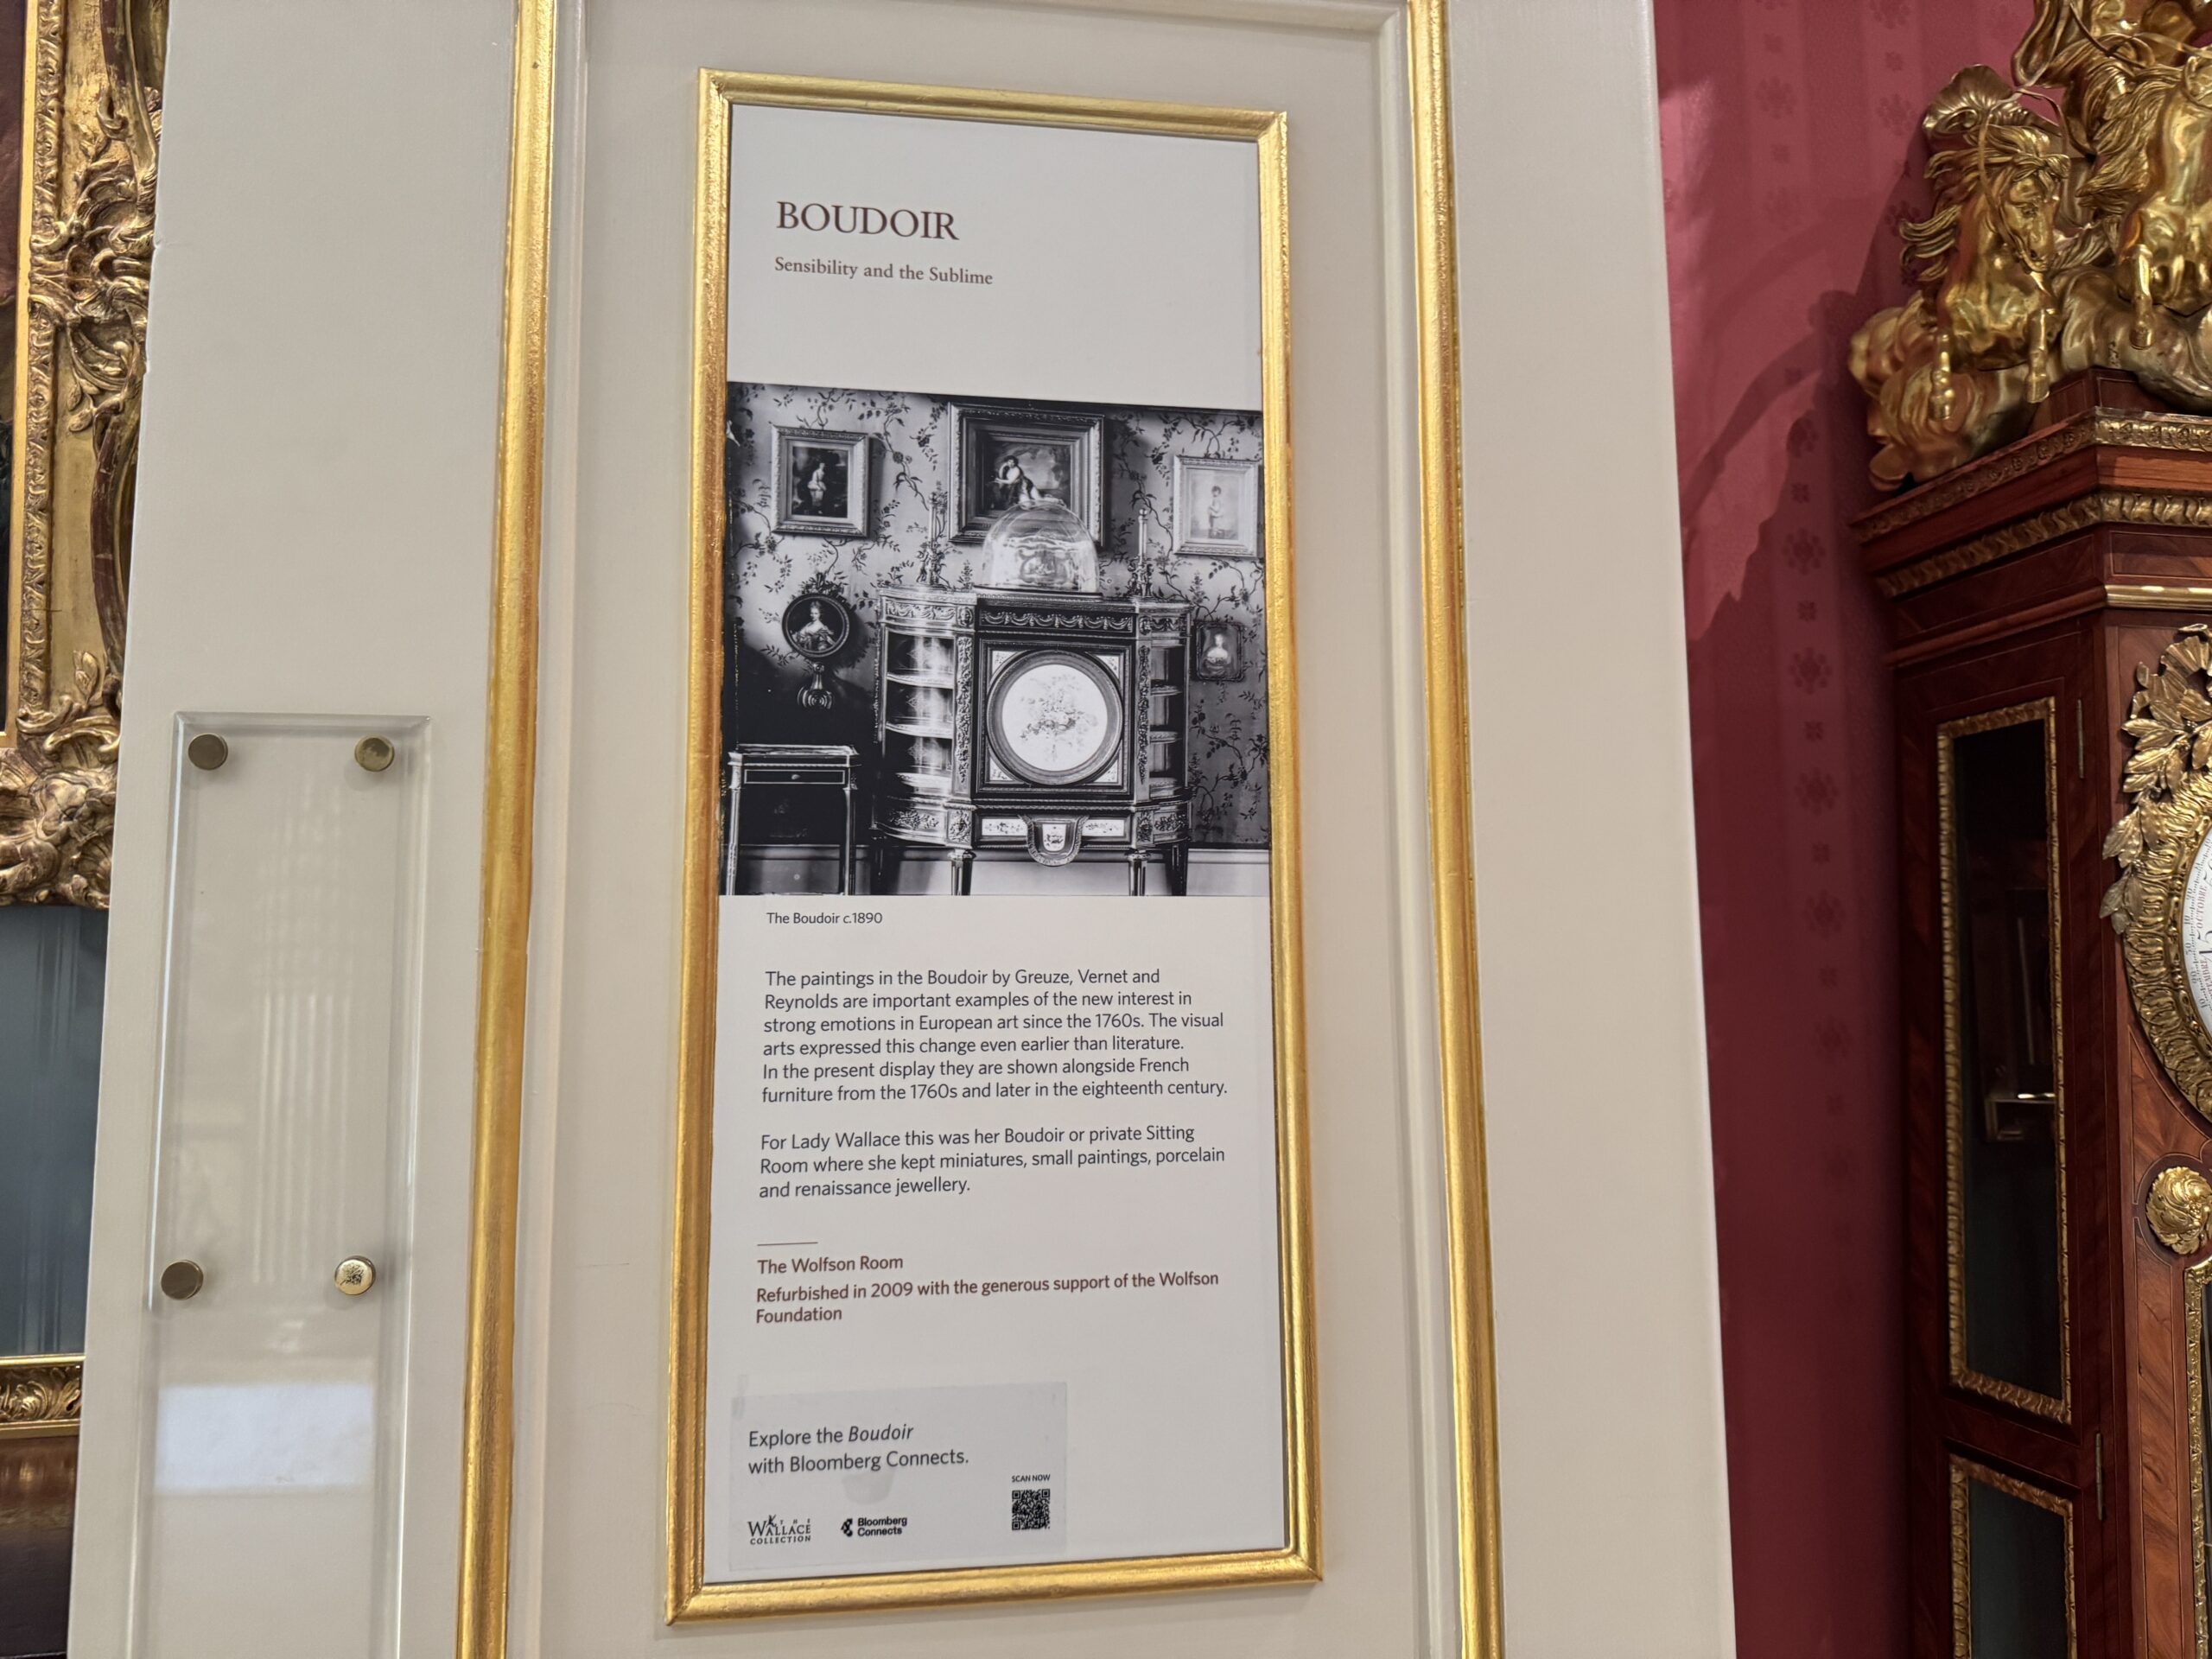 BOUDOIR
Sensibility and the Sublime
The Boudoir c.1890
The paintings in the Boudoir by Greuze, Vernet and
Reynolds are important examples of the new interest in
strong emotions in European art since the 1760s. The visual
arts expressed this change even earlier than literature.
In the present display they are shown alongside French
furniture from the 1760s and later in the eighteenth century.
For Lady Wallace this was her Boudoir or private Sitting
Room where she kept miniatures, small paintings, porcelain
and renaissance jewellery.
The Wolfson Room
Refurbished in 2009 with the generous support of the Wolfson
Foundation
Explore the Boudoir
with Bloomberg Connects.
SCAN NOW
THE
WALLACE
COLLECTION
Bloomberg
Connects
OCTOBRE